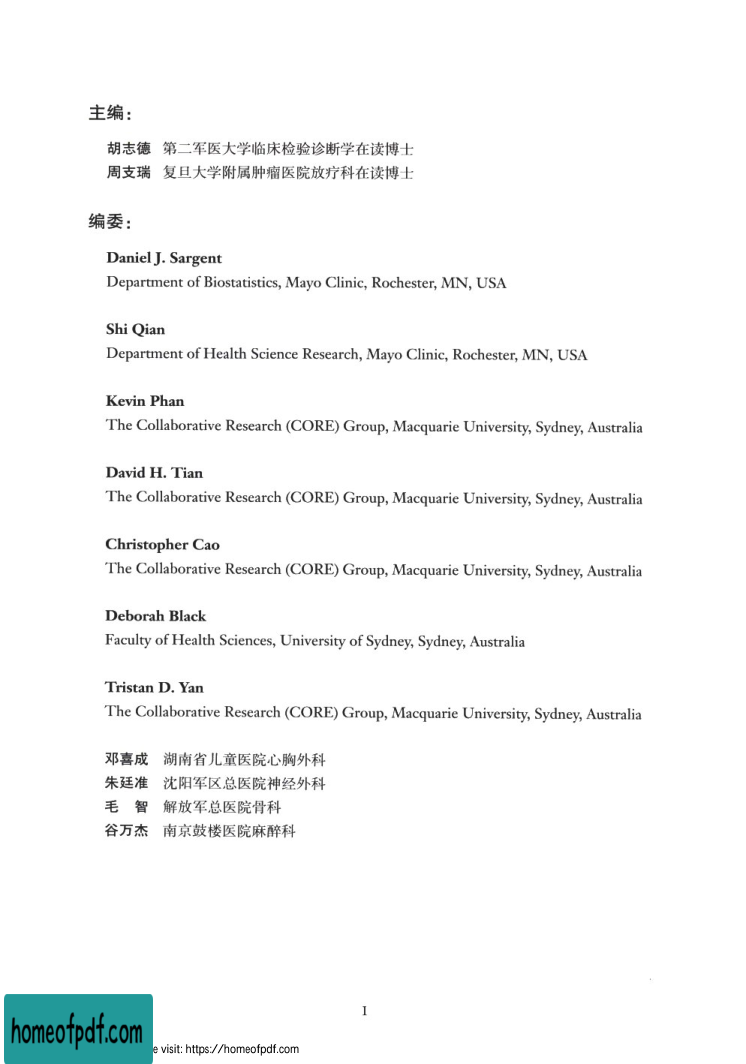 主编：
胡志德 第二军医大学临床检验诊断学在读博士
周支瑞 复旦大学附属肿瘤医院放疗科在读博士
编委：
Daniel J. Sargent
Department of Biostatistics, Mayo Clinic, Rochester, MN, USA
Shi Qian
Department of Health Science Research, Mayo Clinic, Rochester, MN, USA
Kevin Phan
The Collaborative Research (CORE) Group, Macquarie University, Sydney, Australia
David H. Tian
The Collaborative Research (CORE) Group, Macquarie University, Sydney, Australia
Christopher Cao
The Collaborative Research (CORE) Group, Macquarie University, Sydney, Australia
Deborah Black
Faculty of Health Sciences, University of Sydney, Sydney, Australia
Tristan D. Yan
The Collaborative Research (CORE) Group, Macquarie University, Sydney, Australia
邓喜成 湖南省儿童医院心胸外科
朱廷准 沈阳军区总医院神经外科
毛 智 解放军总医院骨科
谷万杰 南京鼓楼医院麻醉科
I
homeofpdf.com
e visit: https://homeofpdf.com